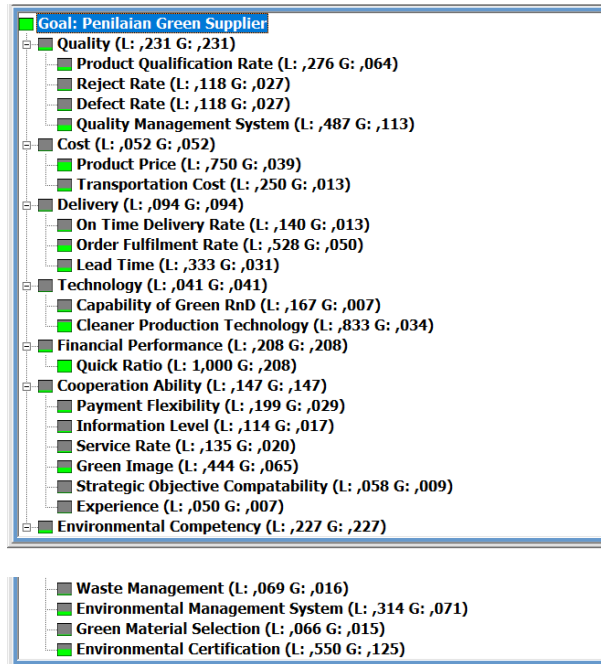 Goal: Penilaian Green Supplier
Quality (L: ,231 G: ,231)
Product Qualification Rate (L: ,276 G: ,064)
Reject Rate (L: ,118 G: ,027)
Defect Rate (L: ,118 G: ,027)
Quality Management System (L: ,487 G: ,113)
Cost (L: ,052 G: ,052)
Product Price (L: ,750 G: ,039)
Transportation Cost (L: ,250 G: ,013)
Delivery (L: ,094 G: ,094)
On Time Delivery Rate (L: ,140 G: ,013)
Order Fulfilment Rate (L: ,528 G: ,050)
Lead Time (L: ,333 G: ,031)
Technology (L: ,041 G: ,041)
Capability of Green RnD (L: ,167 G: ,007)
Cleaner Production Technology (L: ,833 G: ,034)
Financial Performance (L: ,208 G: ,208)
Quick Ratio (L: 1,000 G: ,208)
Cooperation Ability (L: ,147 G: ,147)
Payment Flexibility (L: ,199 G: ,029)
Information Level (L: ,114 G: ,017)
Service Rate (L: ,135 G: ,020)
Green Image (L: ,444 G: ,065)
Strategic Objective Compatability (L: ,058 G: ,009)
Experience (L: ,050 G: ,007)
Environmental Competency (L: ,227 G: ,227)
Waste Management (L: ,069 G: ,016)
Environmental Management System (L: ,314 G: ,071)
Green Material Selection (L: ,066 G: ,015)
Environmental Certification (L: ,550 G: ,125)